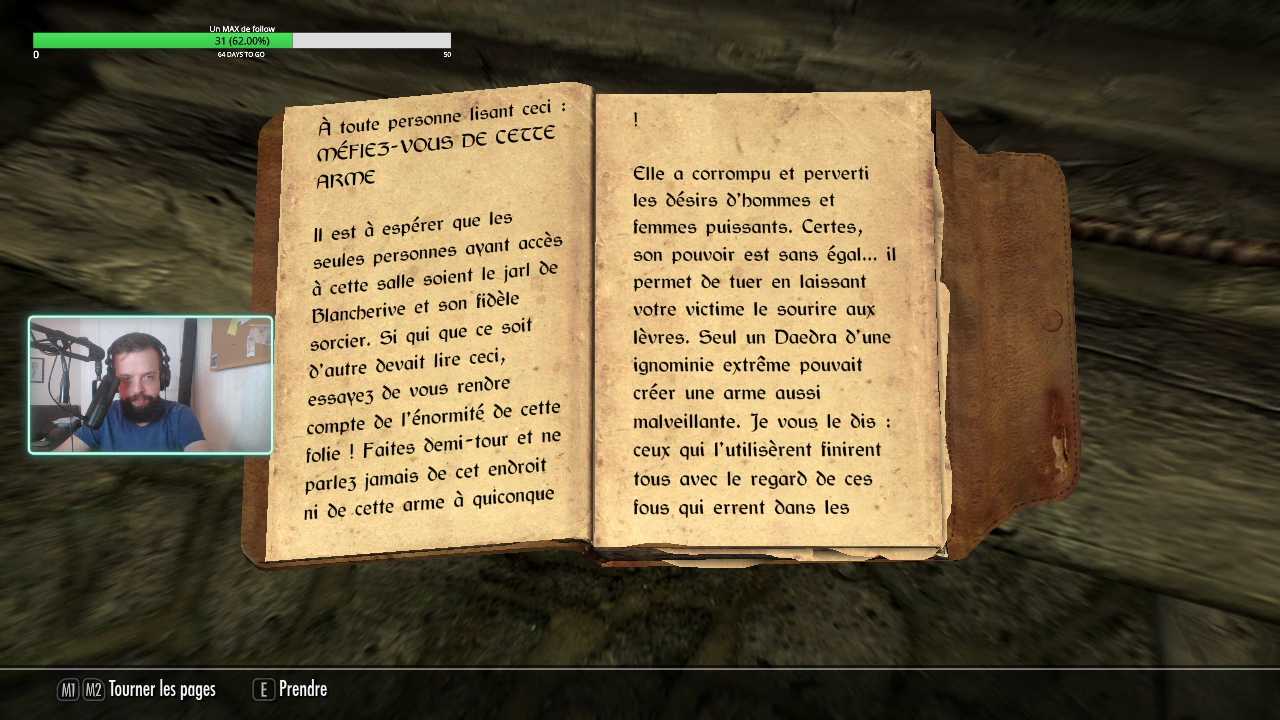 Un MAX de follow
31 (62.00%)
0
64 DAYS TO GO
50
À toute personne lisant ceci :
MÉFIEZ-VOUS DE CETTE
ARME
Il est à espérer que les
seules personnes ayant accès
à cette salle soient le jarl de
Blancherive et son fidèle
sorcier. Si qui que ce soit
d'autre devait lire ceci,
essayez de vous rendre
compte de l'énormité de cette
folie ! Faites demi-tour et ne
parlez jamais de cet endroit
ni de cette arme à quiconque
!
Elle a corrompu et perverti
les désirs d'hommes et
femmes puissants. Certes,
son pouvoir est sans égal... il
permet de tuer en laissant
votre victime le sourire aux
lèvres. Seul un Daedra d'une
ignominie extrême pouvait
créer une arme aussi
malveillante. Je vous le dis :
ceux qui l'utilisèrent finirent
tous avec le regard de ces
fous qui errent dans les
M1 M2 Tourner les pages E Prendre